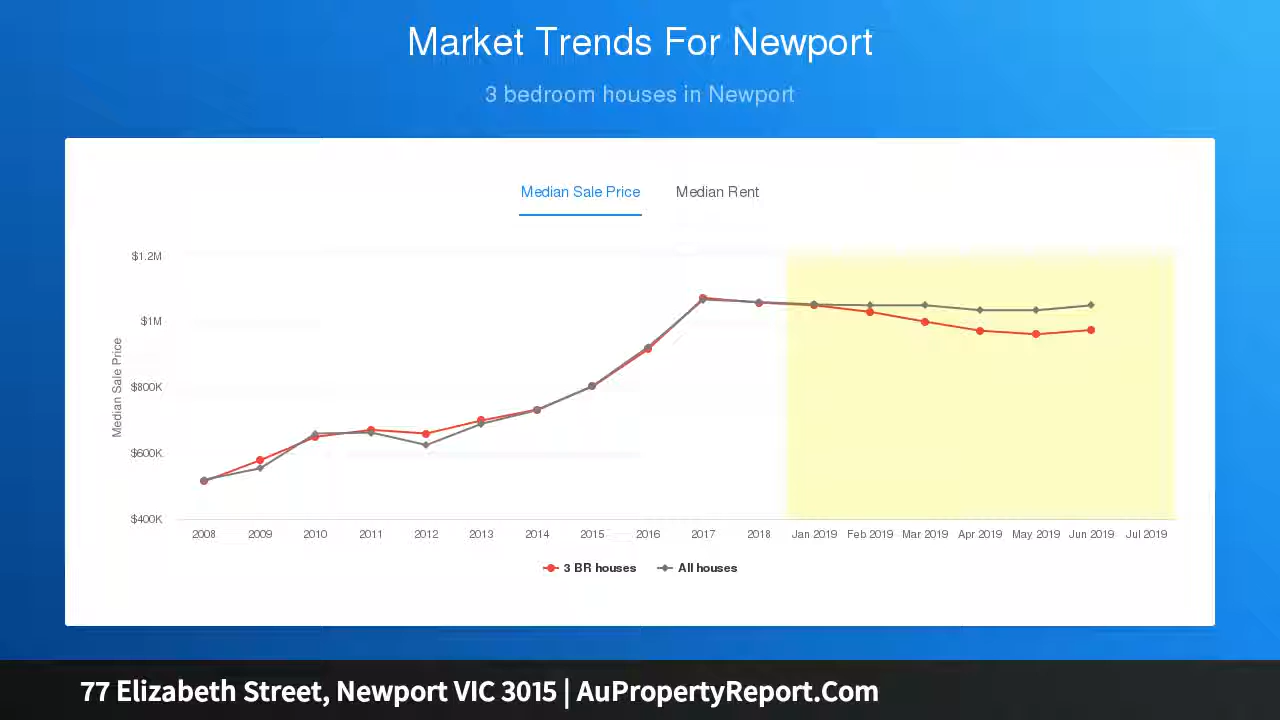 Market Trends For Newport
3 bedroom houses in Newport
Median Sale Price Median Rent
$1.2M
$1M
$800K
$600K
$400K
Median Sale Price
2008 2009 2010 2011 2012 2013 2014 2015 2016 2017 2018 Jan 2019 Feb 2019 Mar 2019 Apr 2019 May 2019 Jun 2019 Jul 2019
3 BR houses All houses
77 Elizabeth Street, Newport VIC 3015 | AuPropertyReport.Com